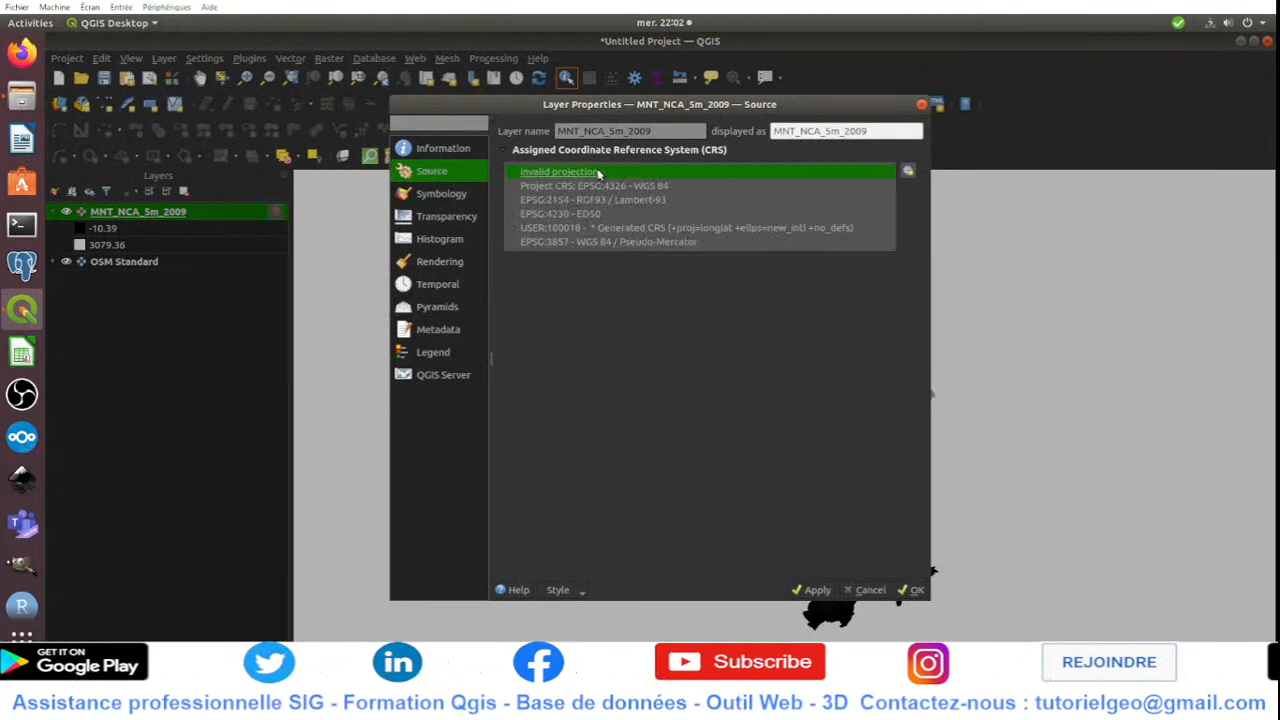 Fichier Machine Écran Entrée Périphériques Aide
Activities QGIS Desktop mer. 22:02
*Untitled Project — QGIS
Project Edit View Layer Settings Plugins Vector Raster Database Web Mesh Processing Help
Layer Properties — MNT_NCA_5m_2009 — Source
Layer name MNT_NCA_5m_2009 displayed as MNT_NCA_5m_2009
Assigned Coordinate Reference System (CRS)
invalid projection
Project CRS: EPSG:4326 - WGS 84
EPSG:2154 - RGF93 / Lambert-93
EPSG:4230 - ED50
USER:100018 - * Generated CRS (+proj=longlat +ellps=new_intl +no_defs)
EPSG:3857 - WGS 84 / Pseudo-Mercator
Information
Source
Symbology
Transparency
Histogram
Rendering
Temporal
Pyramids
Metadata
Legend
QGIS Server
Layers
MNT_NCA_5m_2009
-10.39
3079.36
OSM Standard
Help Style Apply Cancel OK
GET IT ON
Google Play
Subscribe
REJOINDRE
Assistance professionnelle SIG - Formation Qgis - Base de données - Outil Web - 3D Contactez-nous : tutorielgeo@gmail.com